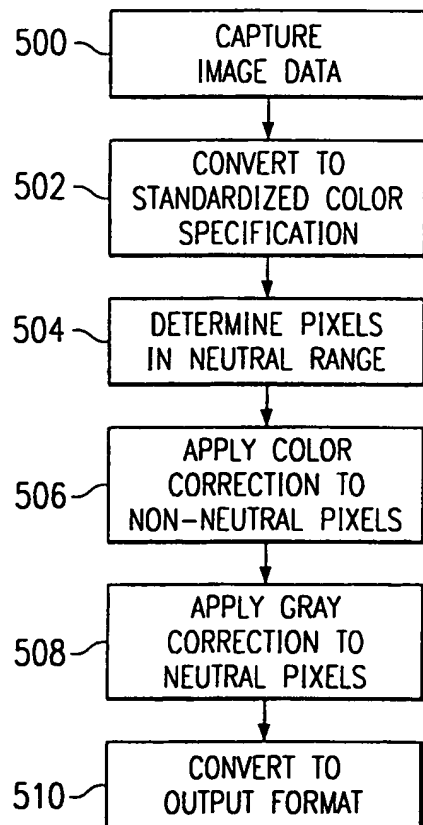 500
CAPTURE
IMAGE DATA
502
CONVERT TO
STANDARDIZED COLOR
SPECIFICATION
504
DETERMINE PIXELS
IN NEUTRAL RANGE
506
APPLY COLOR
CORRECTION TO
NON-NEUTRAL PIXELS
508
APPLY GRAY
CORRECTION TO
NEUTRAL PIXELS
510
CONVERT TO
OUTPUT FORMAT